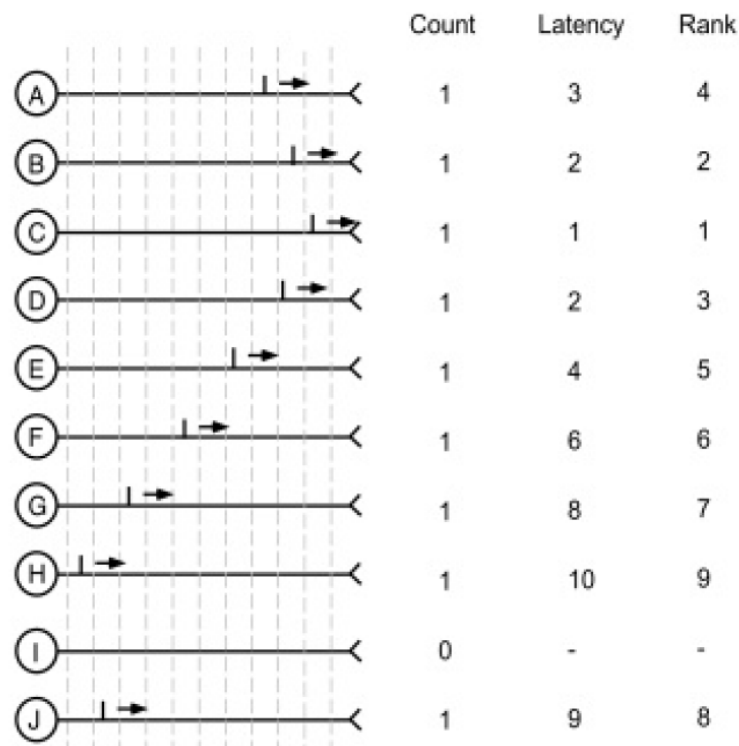 Count Latency Rank
A 1 3 4
B 1 2 2
C 1 1 1
D 1 2 3
E 1 4 5
F 1 6 6
G 1 8 7
H 1 10 9
I 0 - -
J 1 9 8